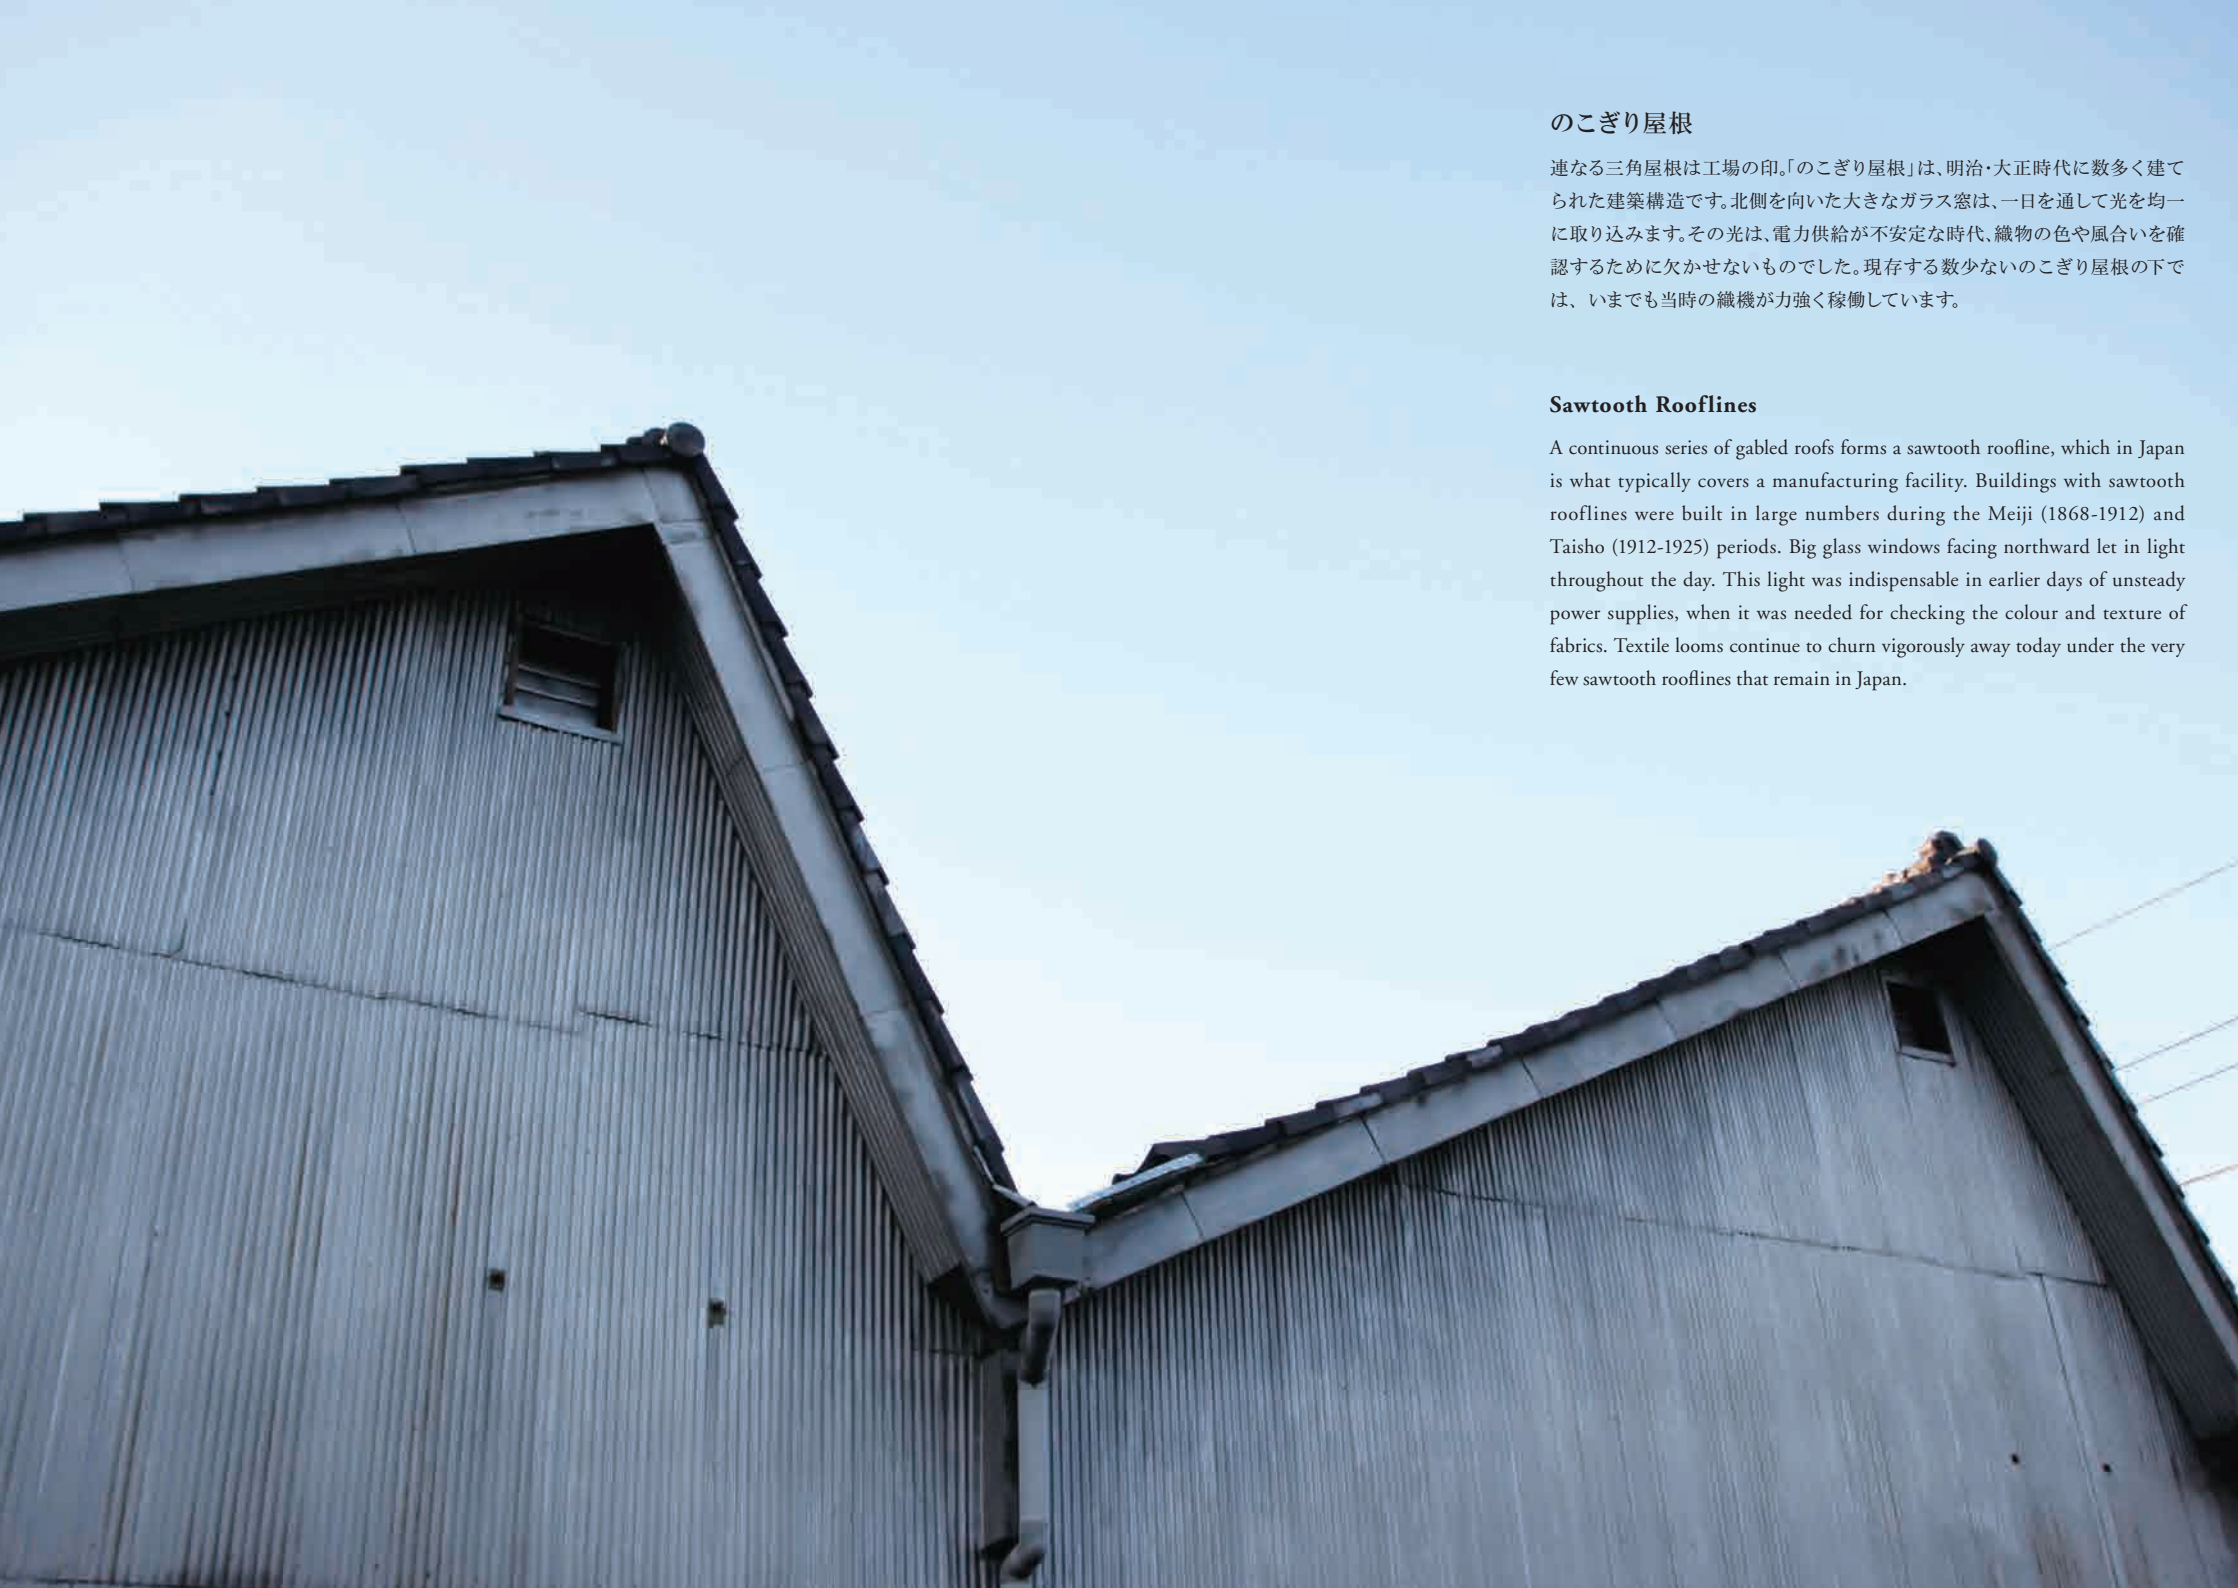 のこぎり屋根
連なる三角屋根は工場の印。「のこぎり屋根」は、明治・大正時代に数多く建て
られた建築構造です。北側を向いた大きなガラス窓は、一日を通して光を均一
に取り込みます。その光は、電力供給が不安定な時代、織物の色や風合いを確
認するために欠かせないものでした。現存する数少ないのこぎり屋根の下で
は、いまでも当時の織機が力強く稼働しています。
Sawtooth Rooflines
A continuous series of gabled roofs forms a sawtooth roofline, which in Japan
is what typically covers a manufacturing facility. Buildings with sawtooth
rooflines were built in large numbers during the Meiji (1868-1912) and
Taisho (1912-1925) periods. Big glass windows facing northward let in light
throughout the day. This light was indispensable in earlier days of unsteady
power supplies, when it was needed for checking the colour and texture of
fabrics. Textile looms continue to churn vigorously away today under the very
few sawtooth rooflines that remain in Japan.